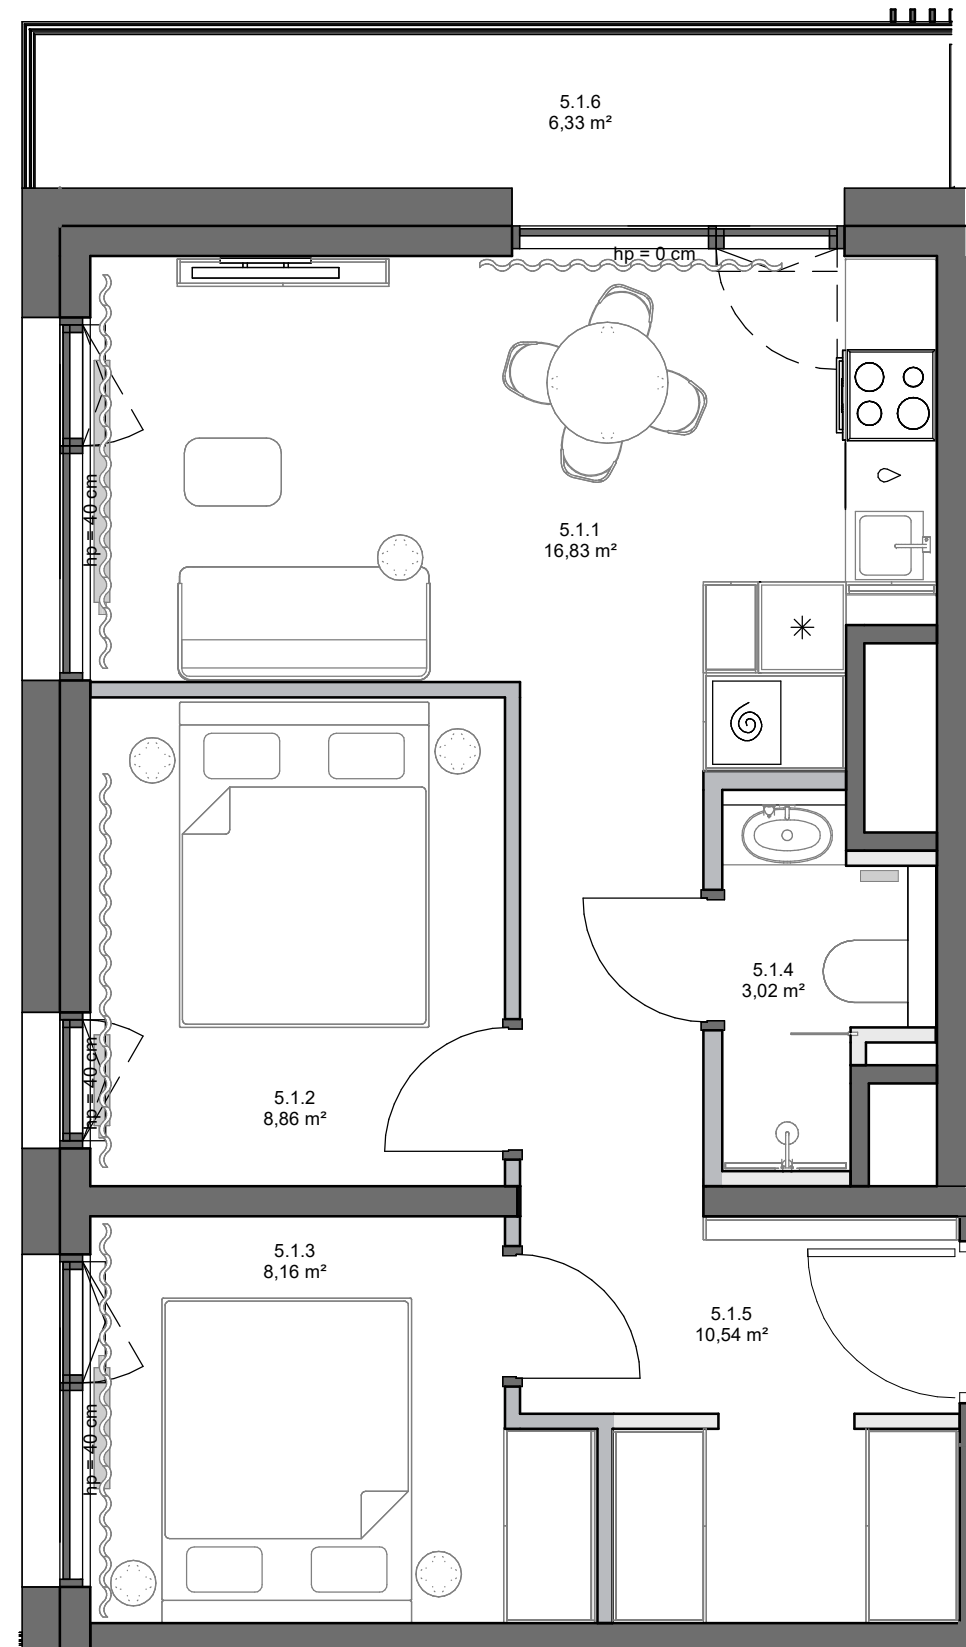 5.1.6
6,33 m²
hp = 0 cm
hp = 40 cm
5.1.1
16,83 m²
5.1.4
3,02 m²
hp = 40 cm
5.1.2
8,86 m²
5.1.3
8,16 m²
5.1.5
10,54 m²
hp = 40 cm